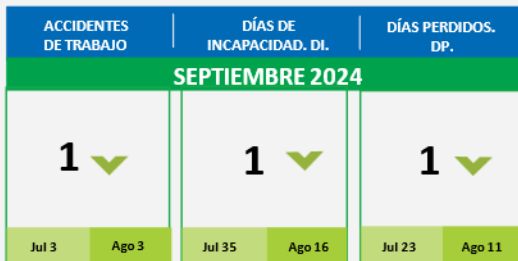 ACCIDENTES
DE TRABAJO
DÍAS DE
INCAPACIDAD. DI.
DÍAS PERDIDOS.
DP.
SEPTIEMBRE 2024
1
1
1
Jul 3
Ago 3
Jul 35
Ago 16
Jul 23
Ago 11